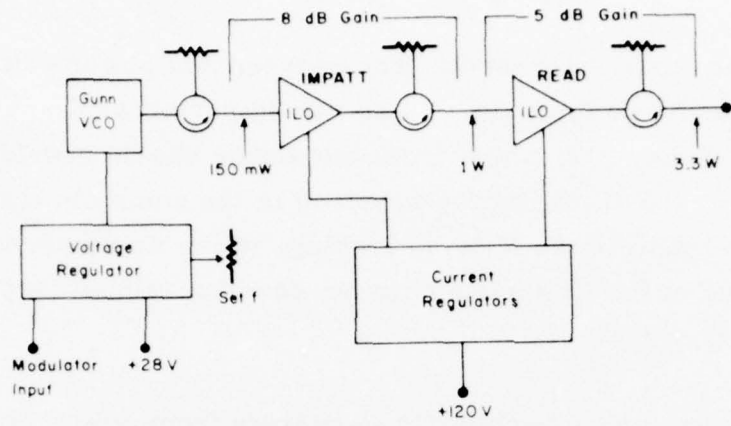 8 dB Gain
5 dB Gain
IMPATT
READ
Gunn
VCO
ILO
ILO
150 mW
1 W
3.3 W
Voltage
Regulator
Set f
Current
Regulators
Modulator
Input
+28 V
+120 V